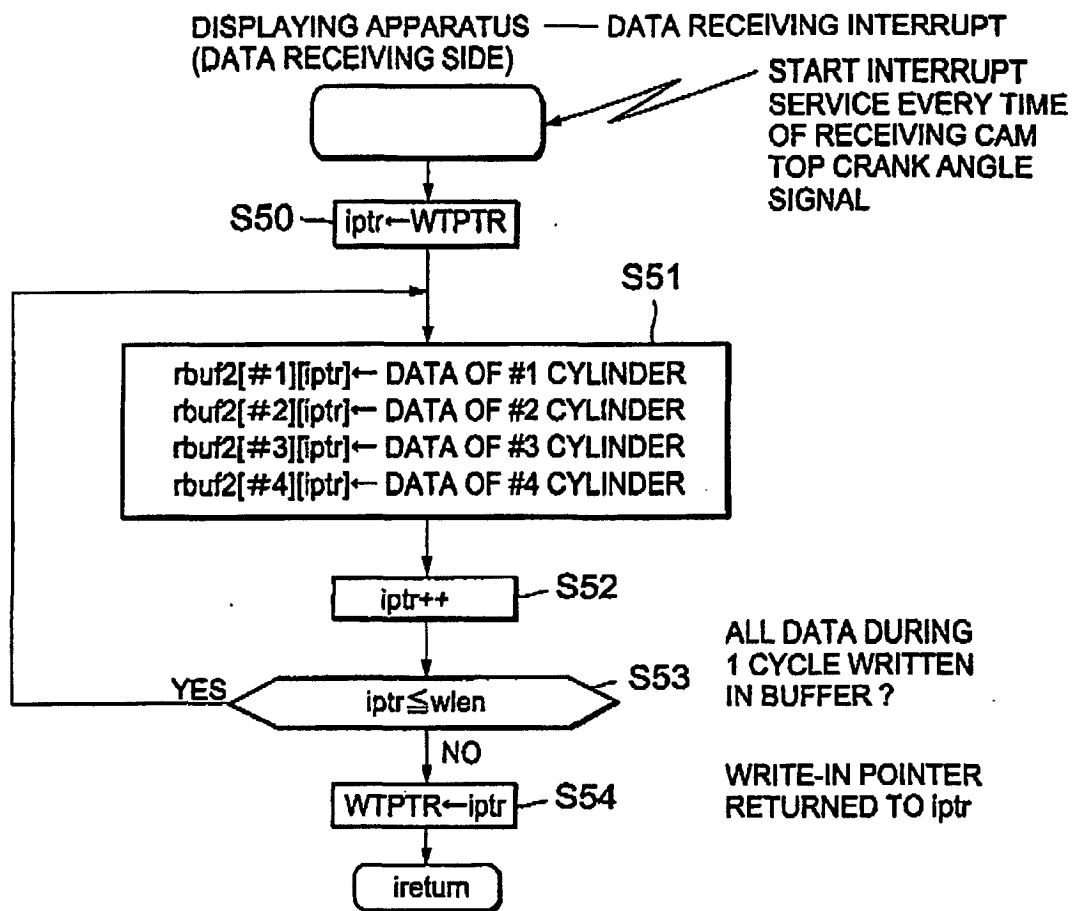 DISPLAYING APPARATUS — DATA RECEIVING INTERRUPT
(DATA RECEIVING SIDE)
START INTERRUPT
SERVICE EVERY TIME
OF RECEIVING CAM
TOP CRANK ANGLE
SIGNAL
S50
iptr←WTPTR
S51
rbuf2[#1][iptr]← DATA OF #1 CYLINDER
rbuf2[#2][iptr]← DATA OF #2 CYLINDER
rbuf2[#3][iptr]← DATA OF #3 CYLINDER
rbuf2[#4][iptr]← DATA OF #4 CYLINDER
iptr++
S52
ALL DATA DURING
1 CYCLE WRITTEN
IN BUFFER ?
YES
iptr≦wlen
S53
NO
WTPTR←iptr
S54
WRITE-IN POINTER
RETURNED TO iptr
ireturn